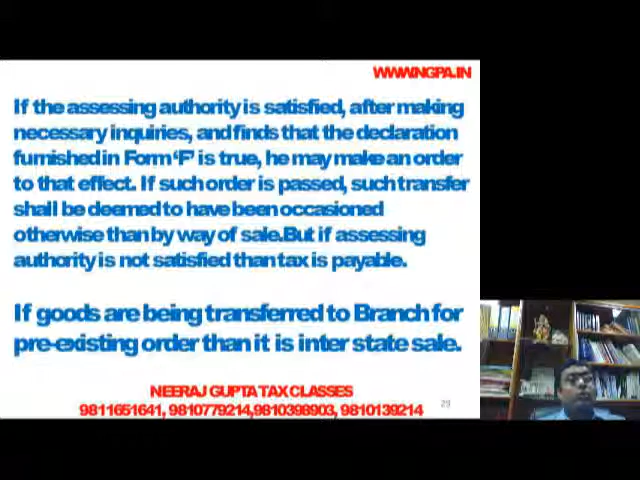 WWW.NGPA.IN
If the assessing authority is satisfied, after making
necessary inquiries, and finds that the declaration
furnished in Form ‘F’ is true, he may make an order
to that effect. If such order is passed, such transfer
shall be deemed to have been occasioned
otherwise than by way of sale.But if assessing
authority is not satisfied than tax is payable.
If goods are being transferred to Branch for
pre-existing order than it is inter state sale.
NEERAJ GUPTA TAX CLASSES
9811651641, 9810779214,9810398903, 9810139214
29